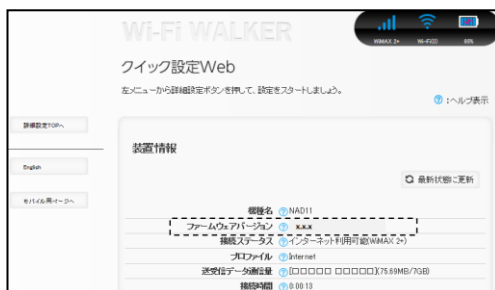 Wi-Fi WALKER
WiMAX 2+ Wi-Fi(0) 88%
クイック設定Web
左メニューから詳細設定ボタンを押して、設定をスタートしましょう。
?:ヘルプ表示
詳細設定TOPへ
English
モバイル用ページへ
装置情報
最新状態に更新
機種名 ? NAD11
ファームウェアバージョン ? x.x.x
接続ステータス ? インターネット利用可能(WiMAX 2+)
プロファイル ? Internet
送受信データ通信量 ? [□□□□□ □□□□□](75.69MB/7GB)
接続時間 ? 0:00:13